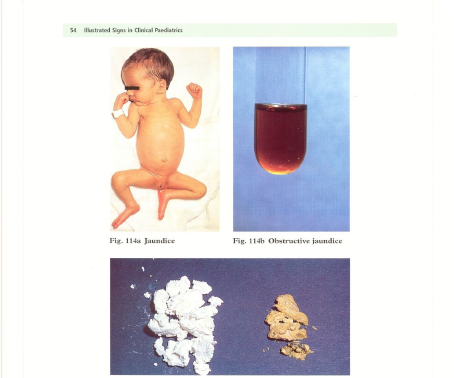 54 Illustrated Signs in Clinical Paediatrics
Fig. 114a Jaundice
Fig. 114b Obstructive jaundice